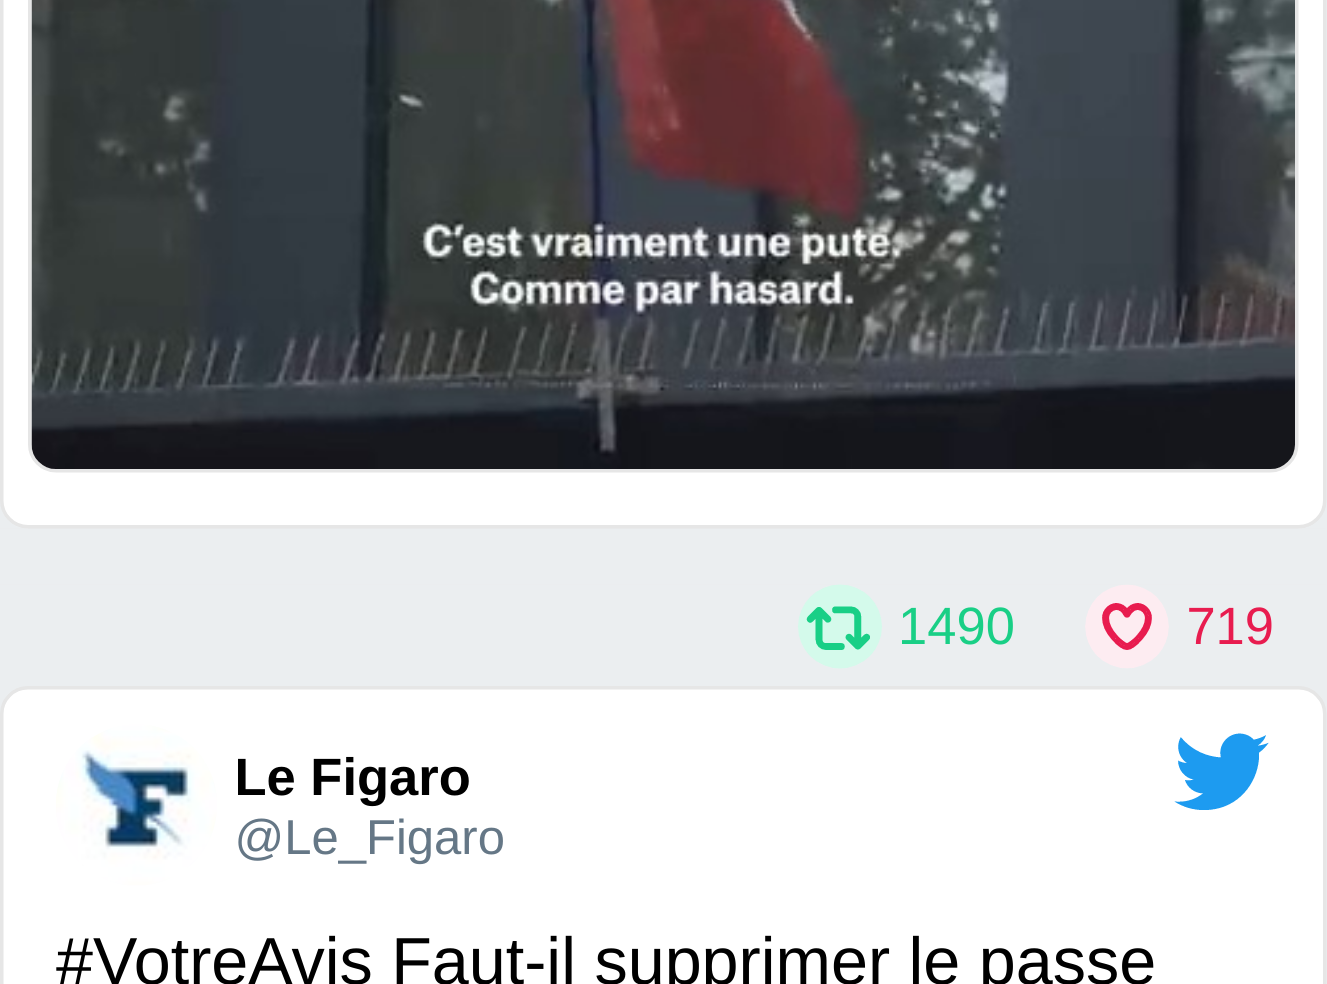 C'est vraiment une pute.
Comme par hasard.
1490 719
Le Figaro
@Le_Figaro
#VotreAvis Faut-il supprimer le passe